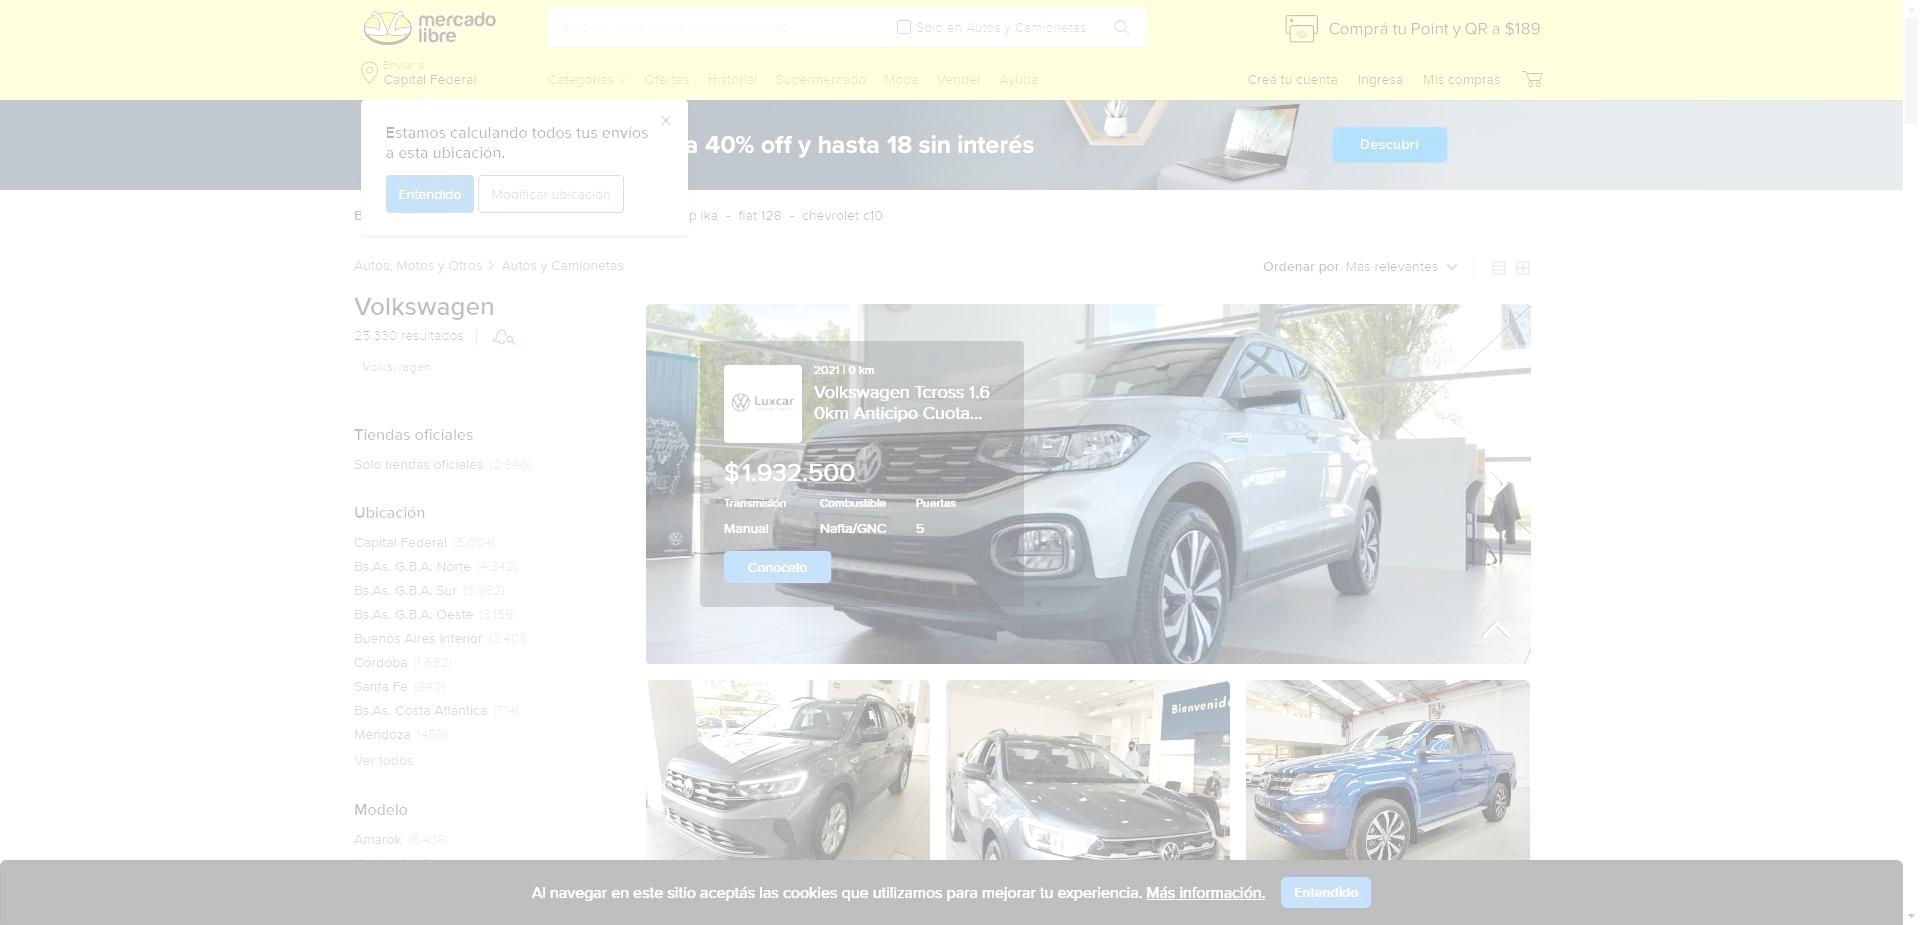 mercado
libre
Solo en Autos y Camionetas
Comprá tu Point y QR a $189
Enviar a
Capital Federal
Categorías
Ofertas
Historial
Supermercado
Moda
Vender
Ayuda
Creá tu cuenta
Ingresá
Mis compras
Estamos calculando todos tus envíos
a esta ubicación.
Entendido
Modificar ubicación
a 40% off y hasta 18 sin interés
Descubrí
B
p ika - fiat 128 - chevrolet c10
Autos, Motos y Otros > Autos y Camionetas
Ordenar por Más relevantes
Volkswagen
25.330 resultados
Volkswagen
Tiendas oficiales
Solo tiendas oficiales (2.946)
Ubicación
Capital Federal (5.094)
Bs.As. G.B.A. Norte (4.342)
Bs.As. G.B.A. Sur (3.962)
Bs.As. G.B.A. Oeste (3.159)
Buenos Aires Interior (2.401)
Córdoba (1.692)
Santa Fe (840)
Bs.As. Costa Atlántica (714)
Mendoza (450)
Ver todos
Modelo
Amarok (6.438)
Luxcar
2021 | 0 km
Volkswagen Tcross 1.6
0km Anticipo Cuota...
$1.932.500
Transmisión Combustible Puertas
Manual Nafta/GNC 5
Conocelo
Bienvenido
Al navegar en este sitio aceptás las cookies que utilizamos para mejorar tu experiencia. Más información.
Entendido